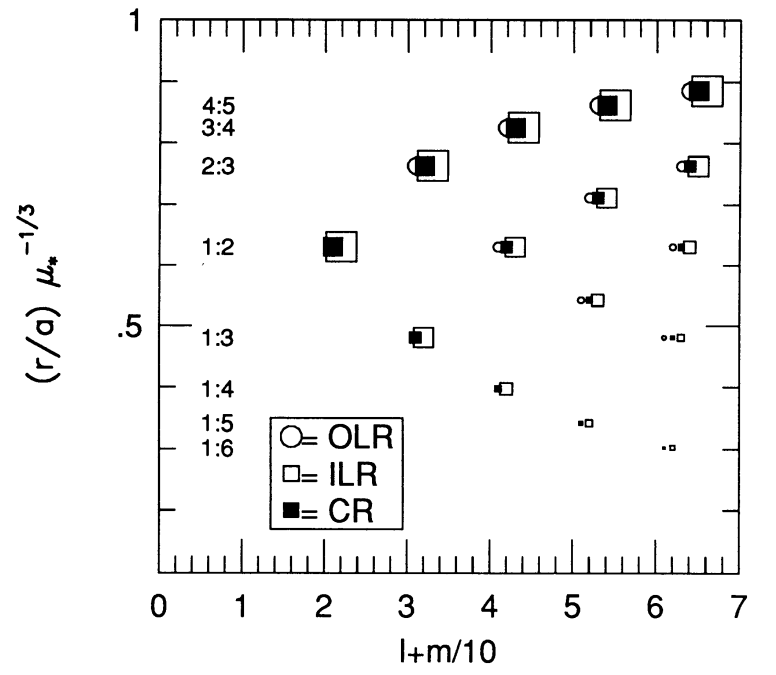 1
4:5
3:4
2:3
1:2
.5
1:3
1:4
1:5
1:6
(r/a) μ*^-1/3
= OLR
= ILR
= CR
0 1 2 3 4 5 6 7
l+m/10